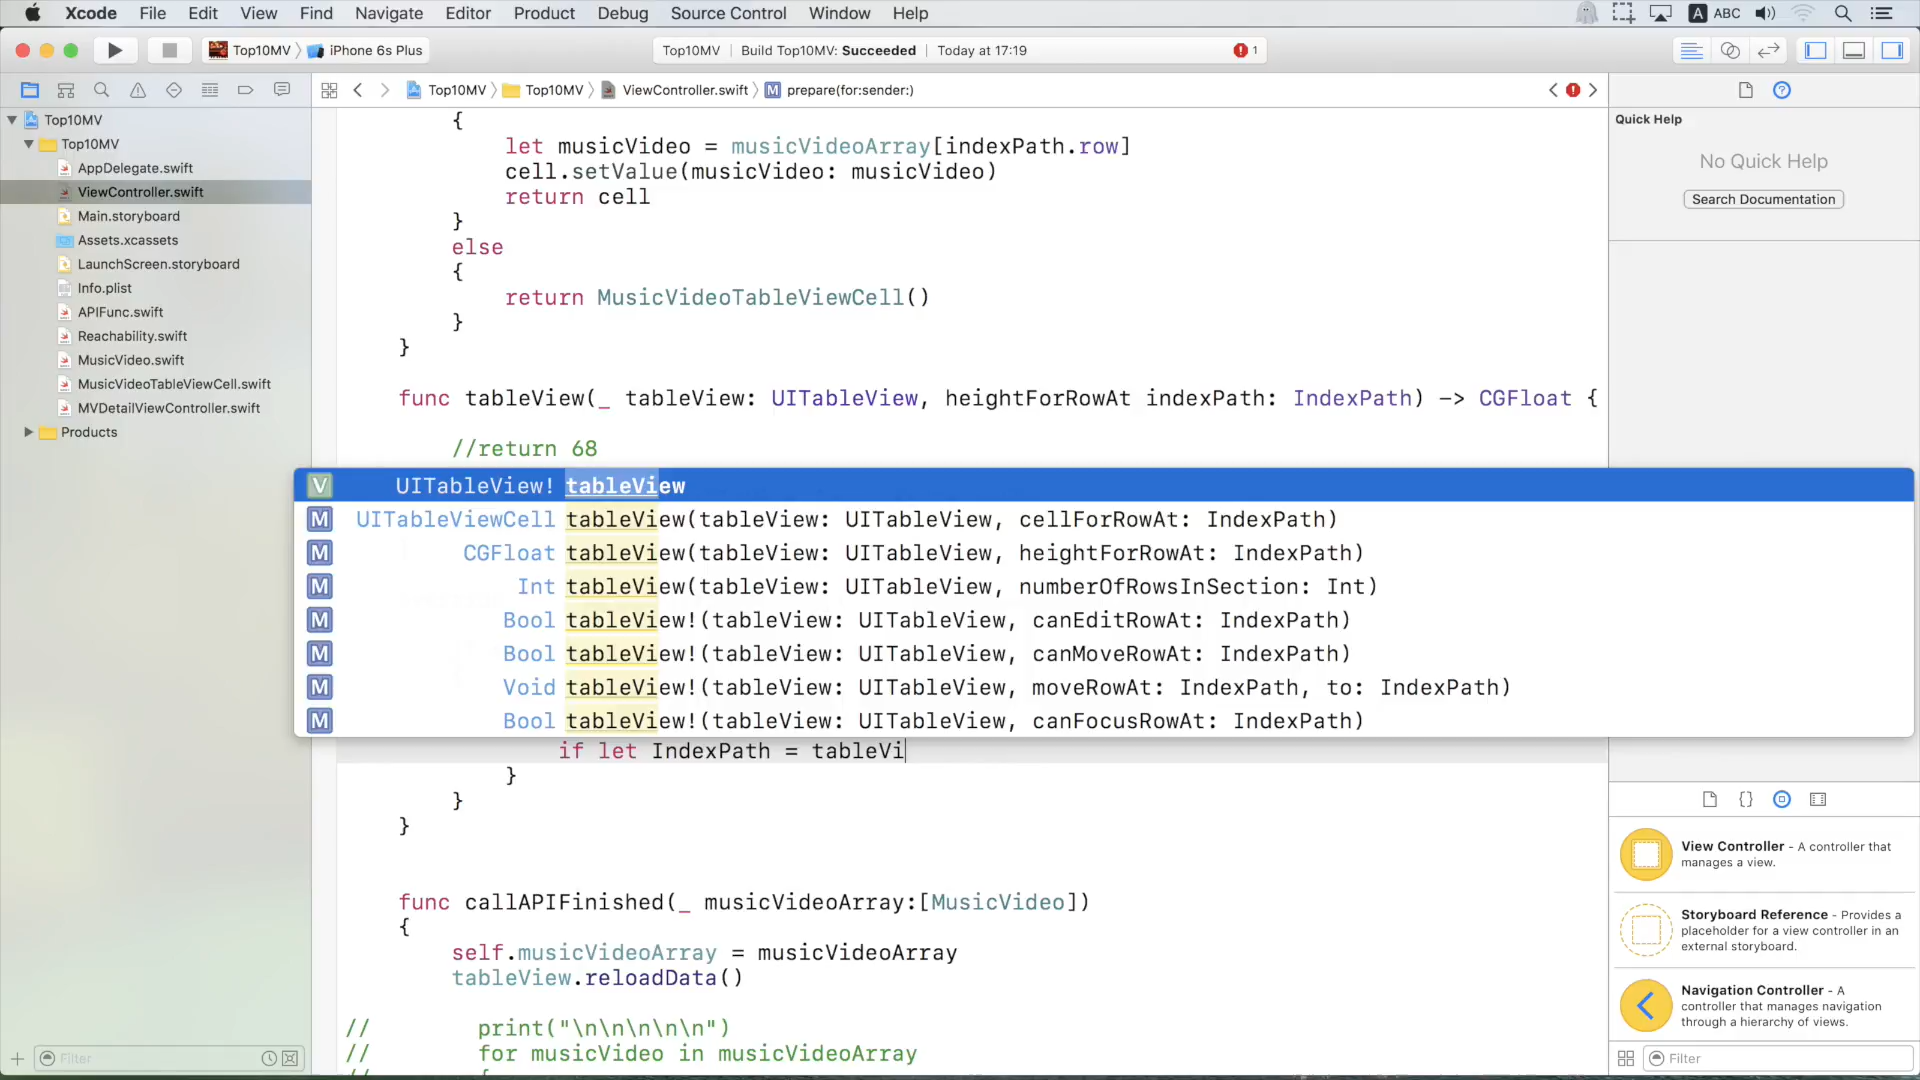 Xcode File Edit View Find Navigate Editor Product Debug Source Control Window Help A ABC
Top10MV iPhone 6s Plus Top10MV Build Top10MV: Succeeded Today at 17:19 1
Top10MV Top10MV ViewController.swift M prepare(for:sender:)
Top10MV
Top10MV
AppDelegate.swift
ViewController.swift
Main.storyboard
Assets.xcassets
LaunchScreen.storyboard
Info.plist
APIFunc.swift
Reachability.swift
MusicVideo.swift
MusicVideoTableViewCell.swift
MVDetailViewController.swift
Products
Filter
{
let musicVideo = musicVideoArray[indexPath.row]
cell.setValue(musicVideo: musicVideo)
return cell
}
else
{
return MusicVideoTableViewCell()
}
}
func tableView(_ tableView: UITableView, heightForRowAt indexPath: IndexPath) -> CGFloat {
//return 68
V UITableView! tableView
M UITableViewCell tableView(tableView: UITableView, cellForRowAt: IndexPath)
M CGFloat tableView(tableView: UITableView, heightForRowAt: IndexPath)
M Int tableView(tableView: UITableView, numberOfRowsInSection: Int)
M Bool tableView!(tableView: UITableView, canEditRowAt: IndexPath)
M Bool tableView!(tableView: UITableView, canMoveRowAt: IndexPath)
M Void tableView!(tableView: UITableView, moveRowAt: IndexPath, to: IndexPath)
M Bool tableView!(tableView: UITableView, canFocusRowAt: IndexPath)
if let IndexPath = tableVi
}
}
}
func callAPIFinished(_ musicVideoArray:[MusicVideo])
{
self.musicVideoArray = musicVideoArray
tableView.reloadData()
// print("\n\n\n\n\n")
// for musicVideo in musicVideoArray
Quick Help
No Quick Help
Search Documentation
{}
View Controller - A controller that
manages a view.
Storyboard Reference - Provides a
placeholder for a view controller in an
external storyboard.
Navigation Controller - A
controller that manages navigation
through a hierarchy of views.
Filter